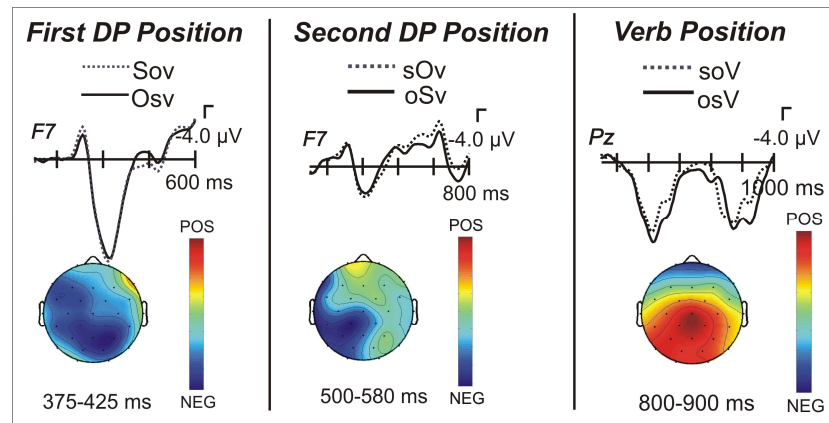 First DP Position
Sov
Osv
F7
-4.0 µV
600 ms
POS
NEG
375-425 ms
Second DP Position
sOv
oSv
F7
-4.0 µV
800 ms
POS
NEG
500-580 ms
Verb Position
soV
osV
Pz
-4.0 µV
1000 ms
POS
NEG
800-900 ms